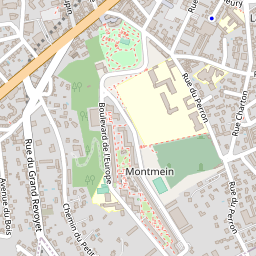 Rue du Perron
Rue Charton
Boulevard de l'Europe
Rue du Grand Revoyet
Montmein
Avenue du Bois
Chemin du Petit
Rue du Perron